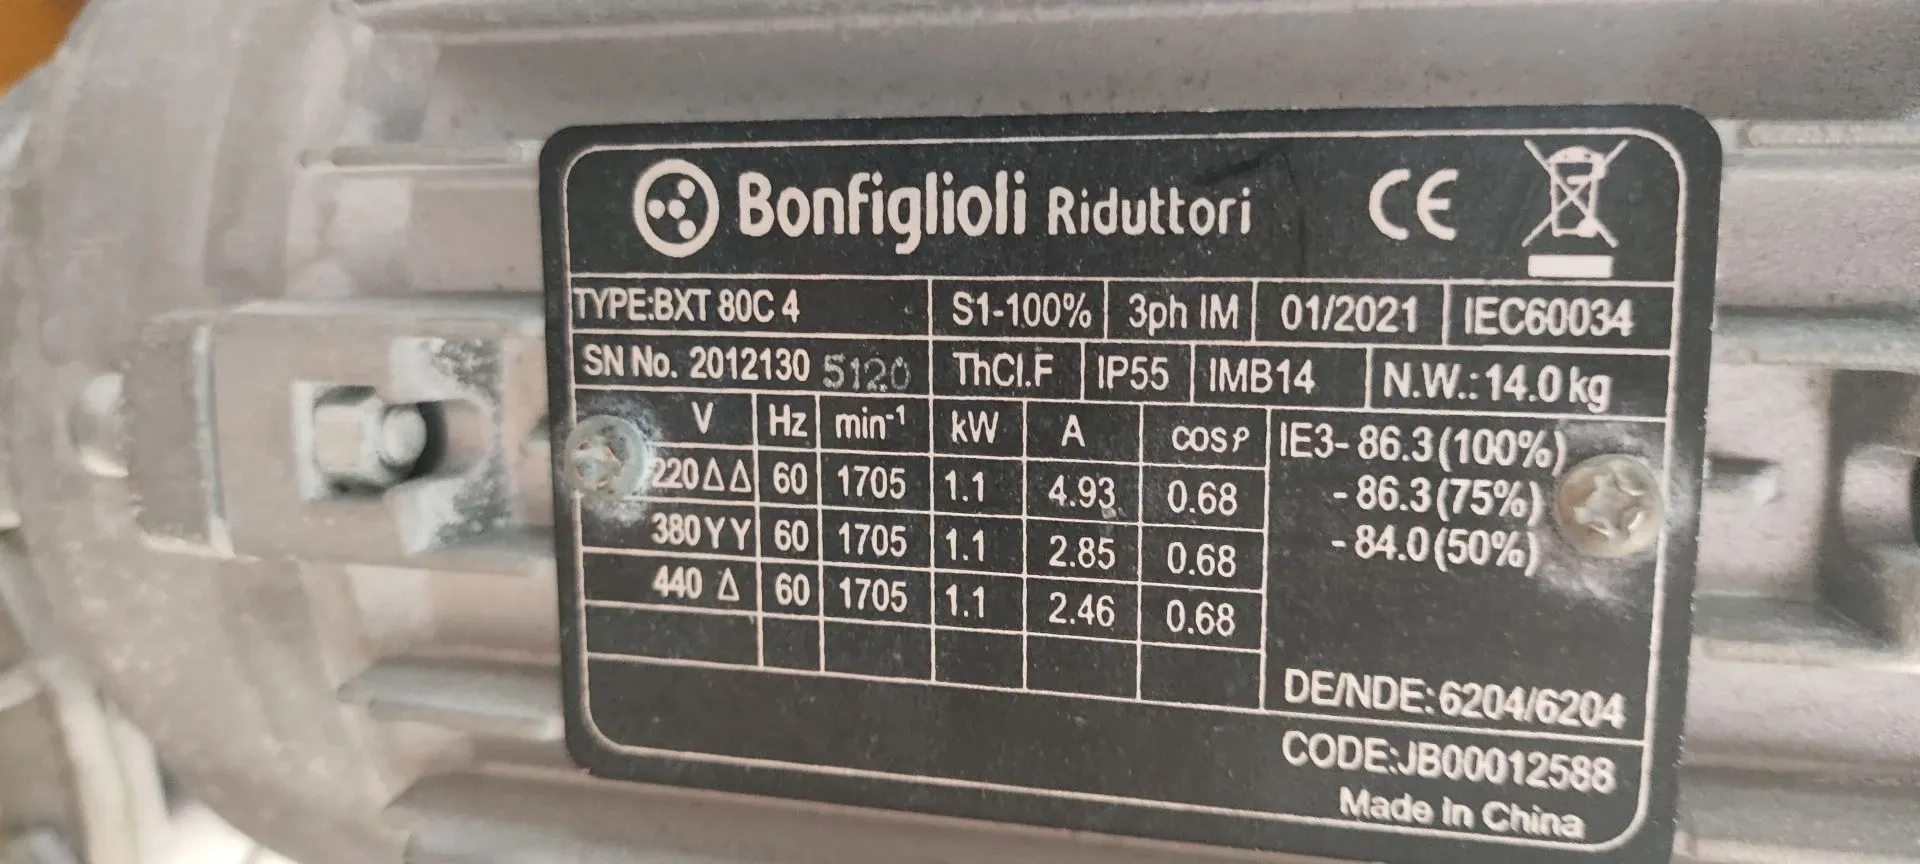 Bonfiglioli Riduttori CE
TYPE:BXT 80C 4 S1-100% 3ph IM 01/2021 IEC60034
SN No. 2012130 5120 ThCl.F IP55 IMB14 N.W.:14.0 kg
V Hz min-1 kW A cosρ IE3- 86.3(100%)
220ΔΔ 60 1705 1.1 4.93 0.68 - 86.3(75%)
380YY 60 1705 1.1 2.85 0.68 - 84.0(50%)
440 Δ 60 1705 1.1 2.46 0.68
DE/NDE:6204/6204
CODE:JB00012588
Made In China